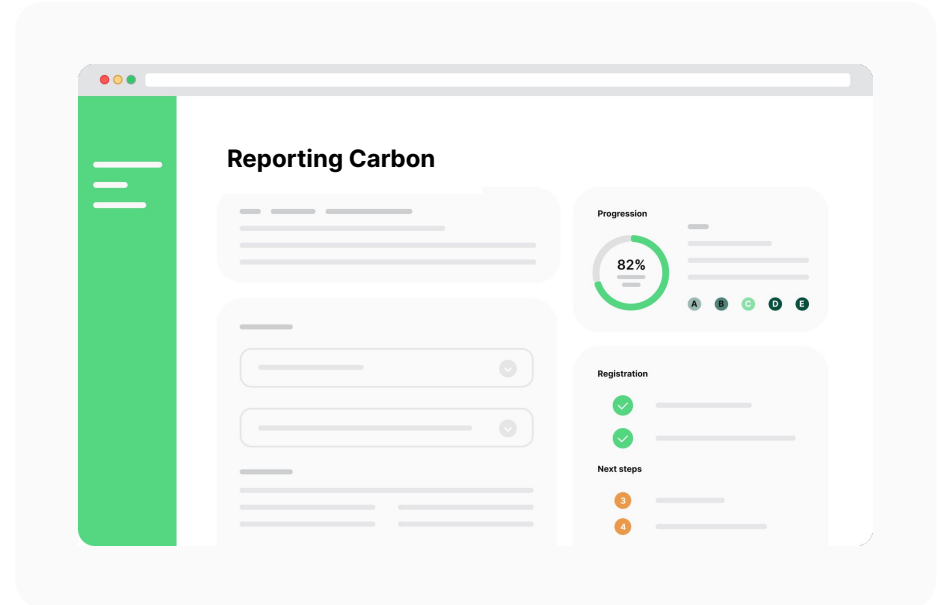 Reporting Carbon
Progression
82%
A B C D E
Registration
Next steps
3
4